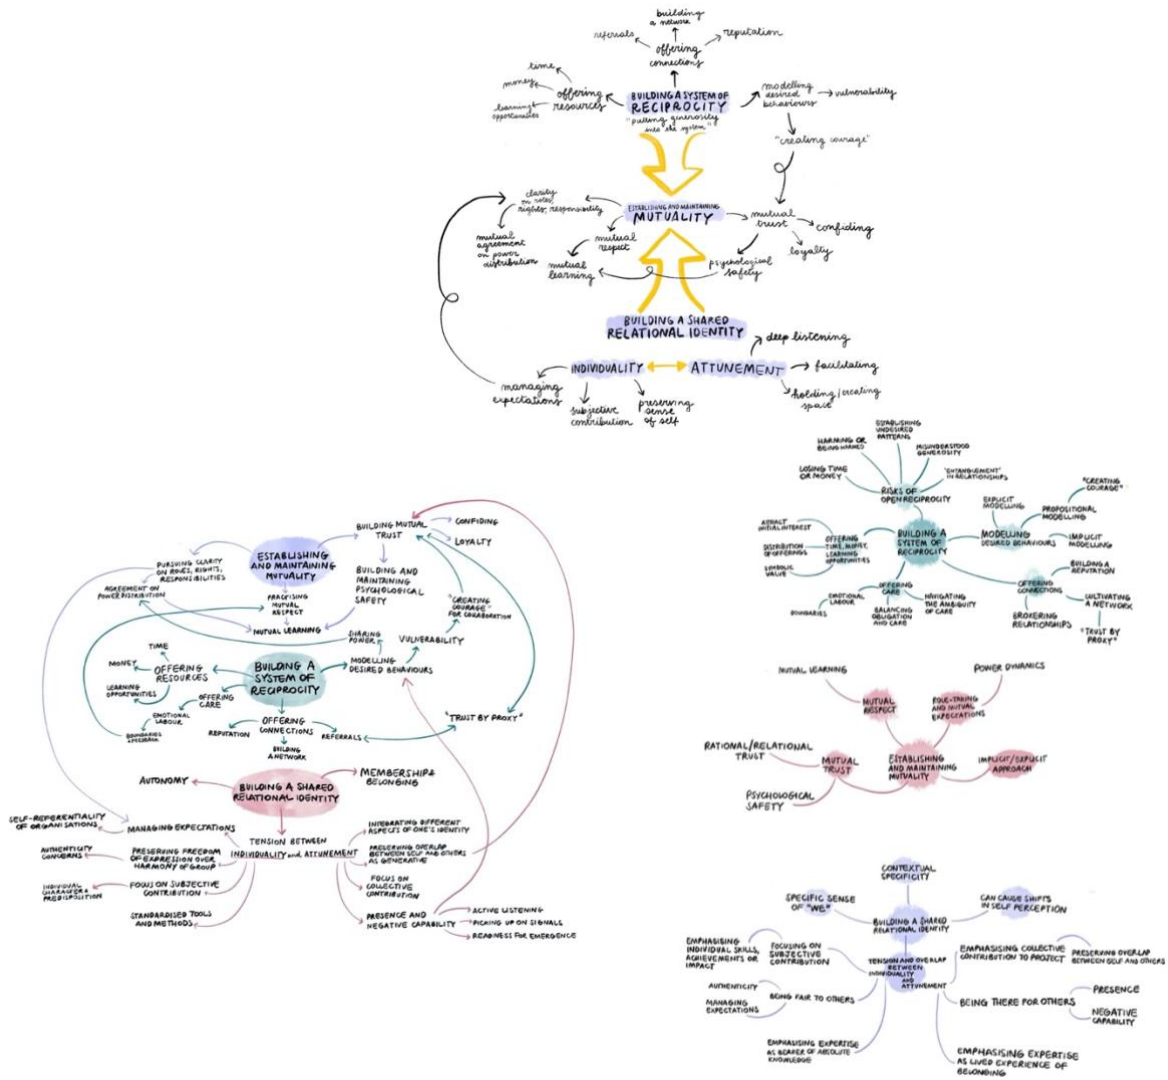 building
a network
referrals
reputation
offering
connections
time
money
learning
opportunities
offering
resources
BUILDING A SYSTEM OF
RECIPROCITY
"putting generosity
into the system"
modelling
desired
behaviours
vulnerability
"creating courage"
clarity
on roles,
rights, responsibility
ESTABLISHING AND MAINTAINING
MUTUALITY
mutual
trust
confiding
loyalty
mutual
agreement
on power
distribution
mutual
respect
mutual
learning
psychological
safety
BUILDING A SHARED
RELATIONAL IDENTITY
deep listening
INDIVIDUALITY
ATTUNEMENT
facilitating
holding/creating
space
managing
expectations
subjective
contribution
preserving
sense
of self
ESTABLISHING
UNDESIRED
PATTERNS
HARMING OR
BEING HARMED
MISUNDERSTOOD
GENEROSITY
LOSING TIME
OR MONEY
"ENTANGLEMENT"
IN RELATIONSHIPS
RISKS OF
OPEN RECIPROCITY
"CREATING
COURAGE"
EXPLICIT
MODELLING
PROPOSITIONAL
MODELLING
ATTRACT
INITIAL INTEREST
OFFERING
TIME, MONEY,
LEARNING
OPPORTUNITIES
BUILDING A
SYSTEM OF
RECIPROCITY
MODELLING
DESIRED BEHAVIOURS
IMPLICIT
MODELLING
DISTRIBUTION
OF OFFERINGS
SYMBOLIC
VALUE
BUILDING A
REPUTATION
OFFERING
CARE
OFFERING
CONNECTIONS
EMOTIONAL
LABOUR
BOUNDARIES
BALANCING
OBLIGATION
AND CARE
NAVIGATING
THE AMBIGUITY
OF CARE
BROKERING
RELATIONSHIPS
CULTIVATING
A NETWORK
"TRUST BY
PROXY"
BUILDING MUTUAL
TRUST
CONFIDING
LOYALTY
ESTABLISHING
AND MAINTAINING
MUTUALITY
PURSUING CLARITY
ON ROLES, RIGHTS,
RESPONSIBILITIES
AGREEMENT ON
POWER DISTRIBUTION
BUILDING AND
MAINTAINING
PSYCHOLOGICAL
SAFETY
PRACTISING
MUTUAL
RESPECT
MUTUAL LEARNING
"CREATING
COURAGE"
FOR COLLABORATION
SHARING
POWER
VULNERABILITY
TIME
MONEY
OFFERING
RESOURCES
LEARNING
OPPORTUNITIES
BUILDING A
SYSTEM OF
RECIPROCITY
MODELLING
DESIRED BEHAVIOURS
OFFERING
CARE
EMOTIONAL
LABOUR
BOUNDARIES
& FEEDBACK
OFFERING
CONNECTIONS
REPUTATION
BUILDING
A NETWORK
REFERRALS
"TRUST BY PROXY"
AUTONOMY
BUILDING A SHARED
RELATIONAL IDENTITY
MEMBERSHIP &
BELONGING
SELF-REFERENTIALITY
OF ORGANISATIONS
MANAGING EXPECTATIONS
TENSION BETWEEN
INDIVIDUALITY and ATTUNEMENT
INTEGRATING DIFFERENT
ASPECTS OF ONE'S IDENTITY
AUTHENTICITY
CONCERNS
PRESERVING FREEDOM
OF EXPRESSION OVER
HARMONY OF GROUP
PRESERVING OVERLAP
BETWEEN SELF AND OTHERS
AS GENERATIVE
INDIVIDUAL
CHARACTER &
PREDISPOSITION
FOCUS ON SUBJECTIVE
CONTRIBUTION
FOCUS ON
COLLECTIVE
CONTRIBUTION
STANDARDISED TOOLS
AND METHODS
PRESENCE AND
NEGATIVE CAPABILITY
ACTIVE LISTENING
PICKING UP ON SIGNALS
READINESS FOR EMERGENCE
MUTUAL LEARNING
POWER DYNAMICS
MUTUAL
RESPECT
ROLE-TAKING
AND MUTUAL
EXPECTATIONS
RATIONAL/RELATIONAL
TRUST
MUTUAL
TRUST
ESTABLISHING
AND MAINTAINING
MUTUALITY
IMPLICIT/EXPLICIT
APPROACH
PSYCHOLOGICAL
SAFETY
CONTEXTUAL
SPECIFICITY
SPECIFIC SENSE
OF "WE"
CAN CAUSE SHIFTS
IN SELF PERCEPTION
BUILDING A SHARED
RELATIONAL IDENTITY
EMPHASISING
INDIVIDUAL SKILLS,
ACHIEVEMENTS OR
IMPACT
FOCUSING ON
SUBJECTIVE
CONTRIBUTION
TENSION AND OVERLAP
BETWEEN
INDIVIDUALITY
AND
ATTUNEMENT
EMPHASISING COLLECTIVE
CONTRIBUTION TO PROJECT
PRESERVING OVERLAP
BETWEEN SELF AND OTHERS
AUTHENTICITY
MANAGING
EXPECTATIONS
BEING FAIR TO OTHERS
BEING THERE FOR OTHERS
PRESENCE
NEGATIVE
CAPABILITY
EMPHASISING EXPERTISE
AS BEARER OF ABSOLUTE
KNOWLEDGE
EMPHASISING EXPERTISE
AS LIVED EXPERIENCE OF
BELONGING